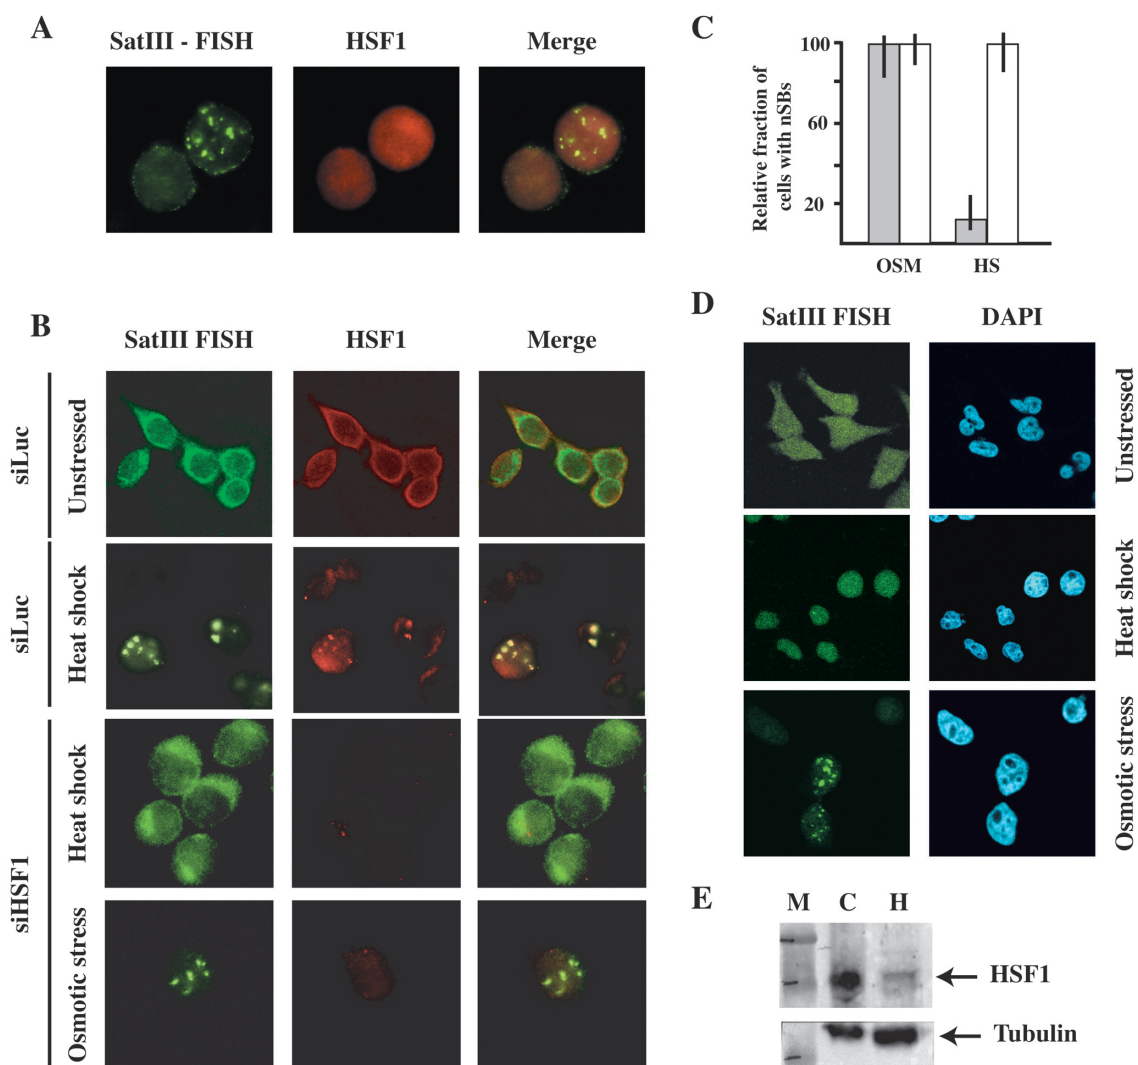 A
SatIII - FISH
HSF1
Merge
B
SatIII FISH
HSF1
Merge
siLuc
Unstressed
siLuc
Heat shock
siHSF1
Heat shock
Osmotic stress
C
Relative fraction of
cells with nSBs
100
60
20
OSM
HS
D
SatIII FISH
DAPI
Unstressed
Heat shock
Osmotic stress
E
M
C
H
HSF1
Tubulin